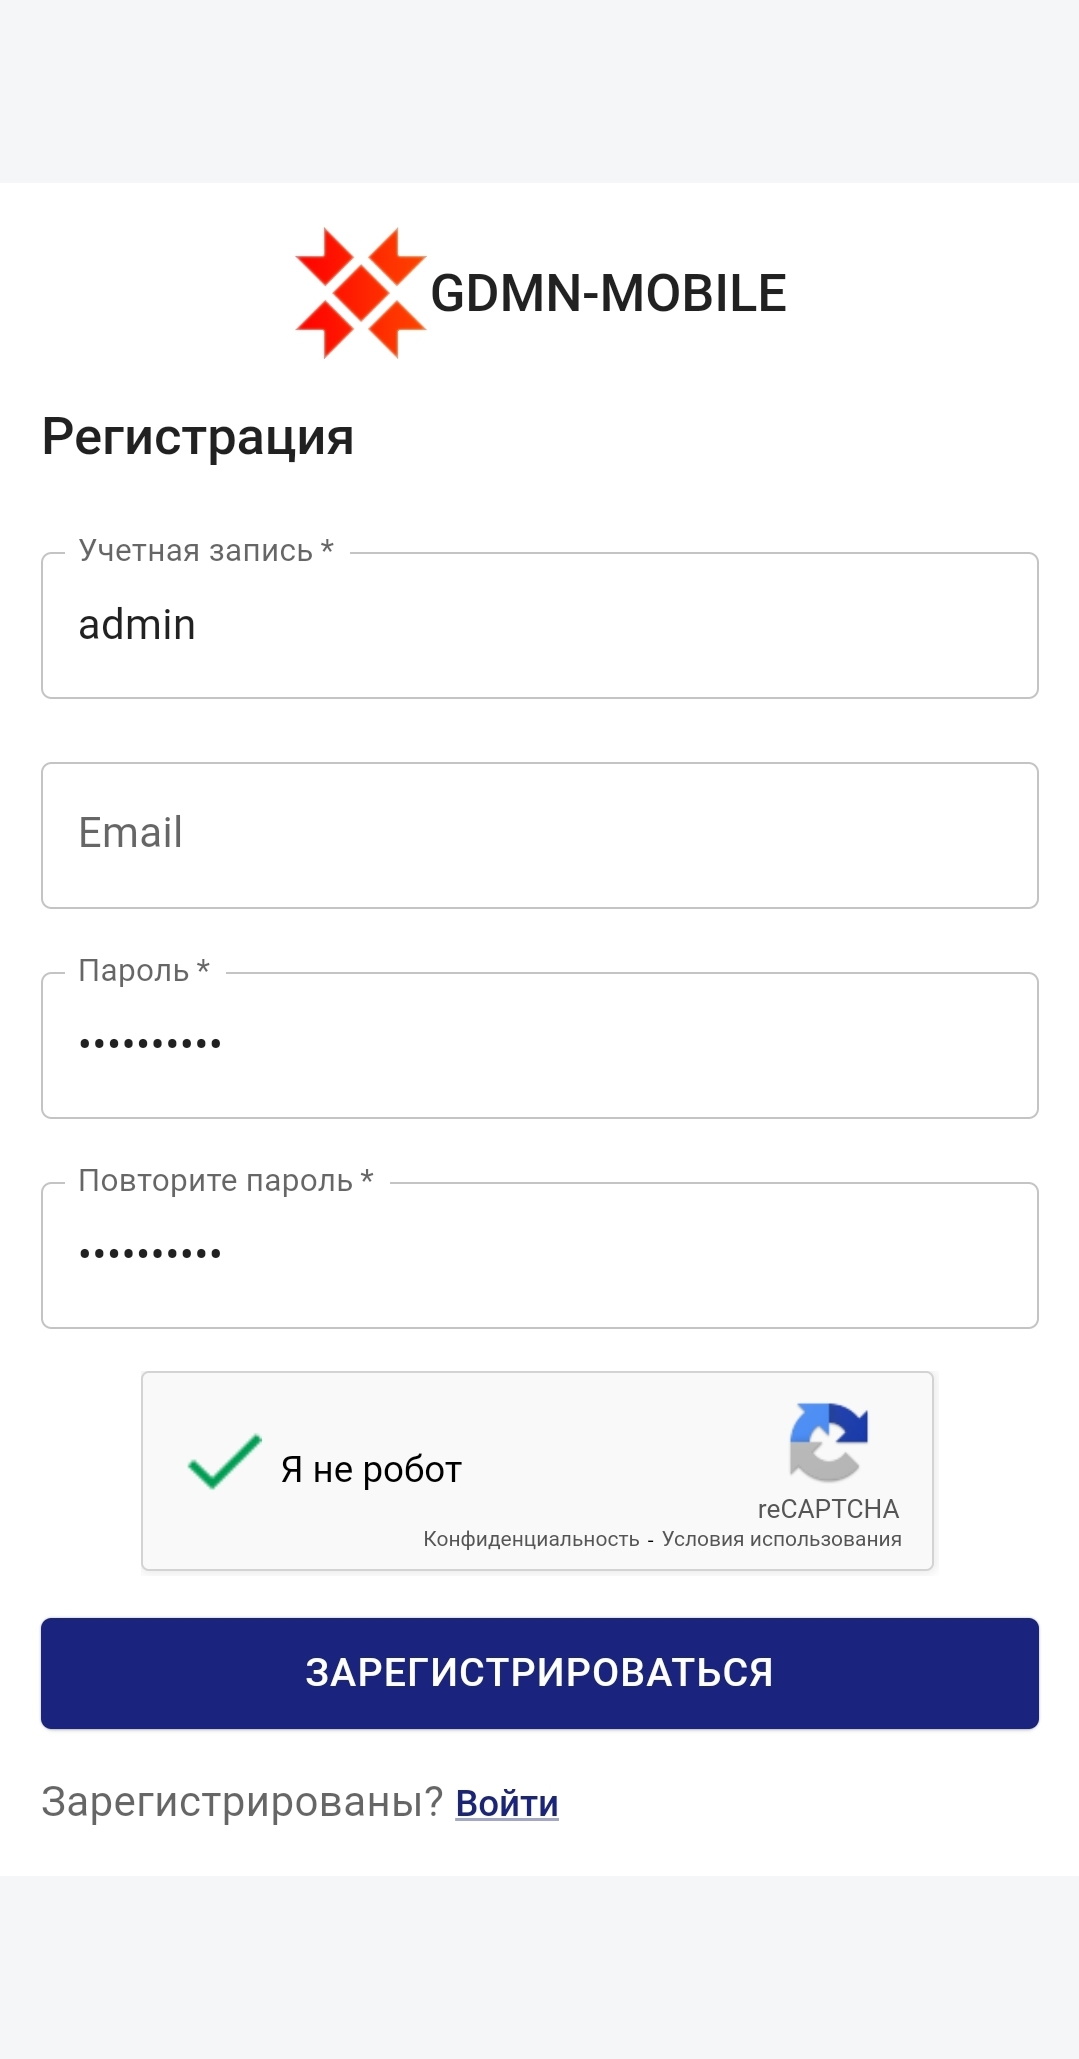 GDMN-MOBILE
Регистрация
Учетная запись *
admin
Email
Пароль *
••••••••••
Повторите пароль *
••••••••••
Я не робот
reCAPTCHA
Конфиденциальность - Условия использования
ЗАРЕГИСТРИРОВАТЬСЯ
Зарегистрированы? Войти